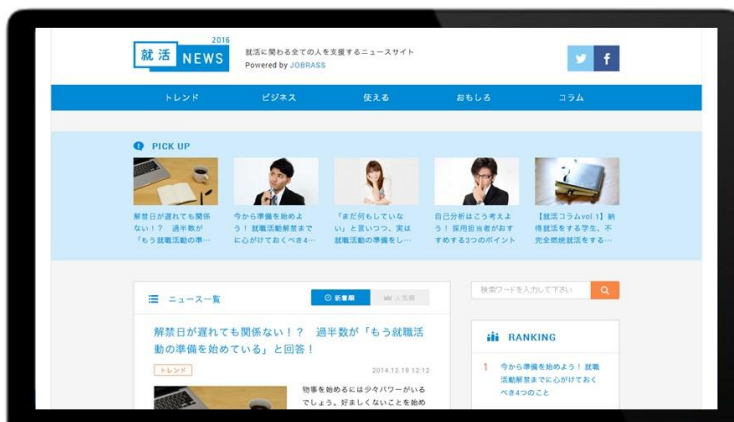 2016
就活 NEWS
就活に関わる全ての人を支援するニュースサイト
Powered by JOBRASS
f
トレンド ビジネス 使える おもしろ コラム
PICK UP
解禁日が遅れても関係
ない！？ 過半数が
「もう就職活動の準…
今から準備を始めよ
う！ 就職活動解禁まで
に心がけておくべき4…
「まだ何もしていな
い」と言いつつ、実は
就職活動の準備をし…
自己分析はこう考えよ
う！ 採用担当者がおす
すめする3つのポイント
【就活コラムvol.1】納
得就活をする学生、不
完全燃焼就活をする…
ニュース一覧
新着順 人気順
検索ワードを入力して下さい
解禁日が遅れても関係ない！？ 過半数が「もう就職活
動の準備を始めている」と回答！
トレンド 2014.12.19 12:12
物事を始めるには少々パワーがいる
でしょう。好ましくないことを始め
RANKING
1 今から準備を始めよう！ 就職
活動解禁までに心がけておく
べき4つのこと